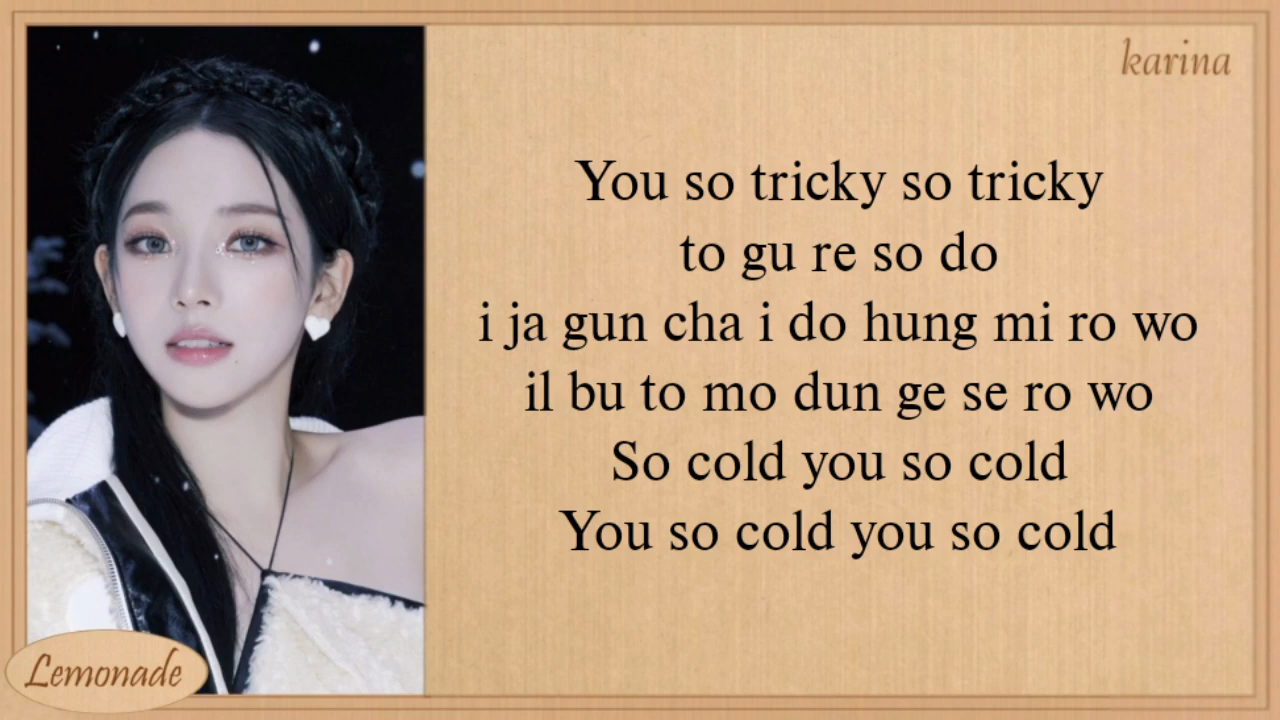 karina
You so tricky so tricky
to gu re so do
i ja gun cha i do hung mi ro wo
il bu to mo dun ge se ro wo
So cold you so cold
You so cold you so cold
Lemonade